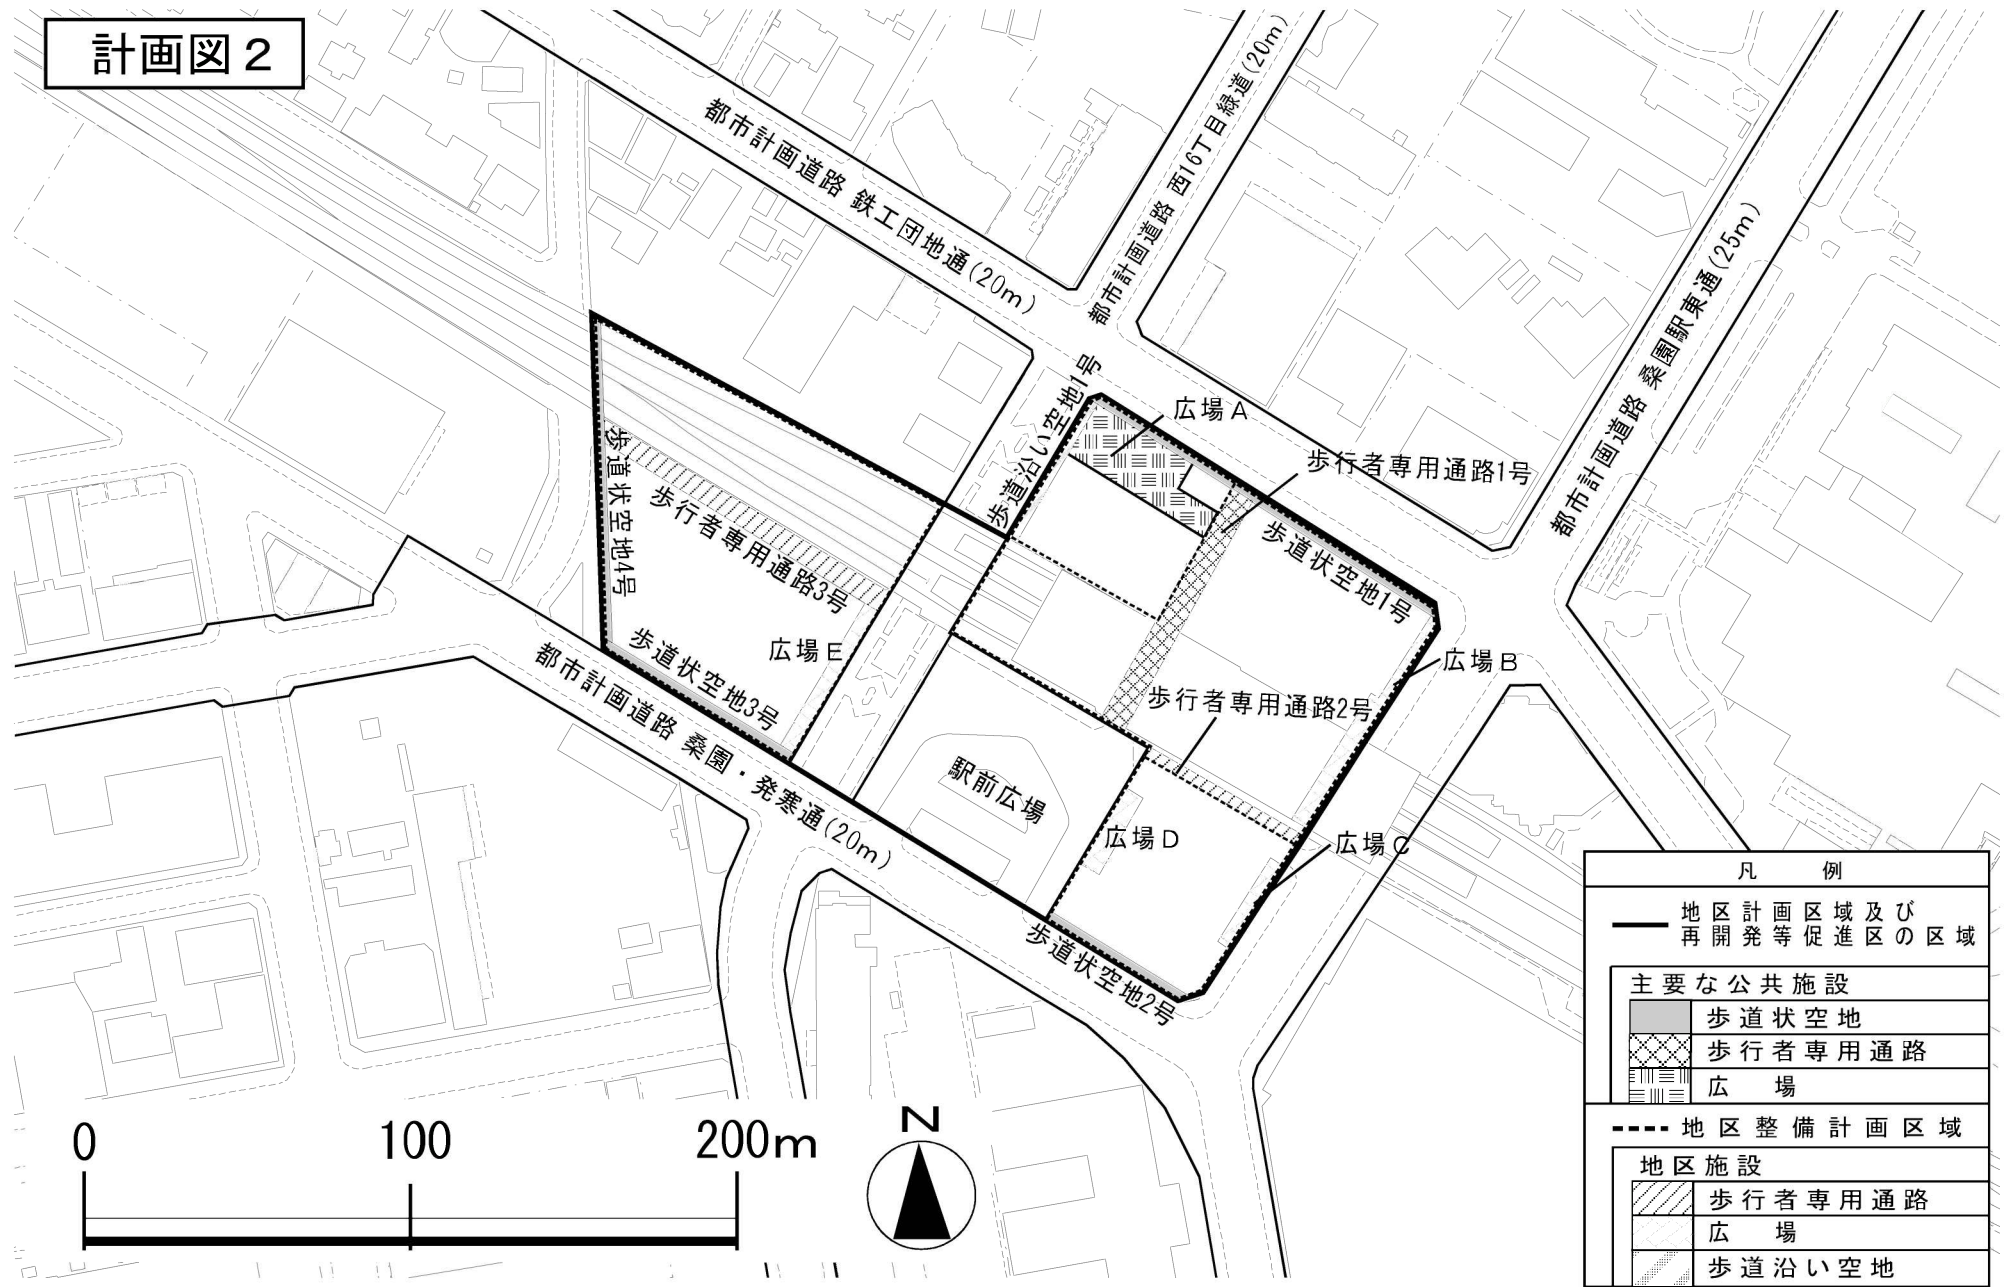 計画図２
都市計画道路 鉄工団地通(20m)
都市計画道路 西16丁目緑道(20m)
都市計画道路 桑園駅東通(25m)
歩道沿い空地1号
広場A
歩行者専用通路1号
歩道状空地1号
歩道状空地4号
歩行者専用通路3号
広場E
歩道状空地3号
都市計画道路 桑園・発寒通(20m)
広場B
歩行者専用通路2号
駅前広場
広場D
広場C
歩道状空地2号
0 100 200m
N
凡 例
地区計画区域及び
再開発等促進区の区域
主要な公共施設
歩道状空地
歩行者専用通路
広 場
地区整備計画区域
地区施設
歩行者専用通路
広 場
歩道沿い空地